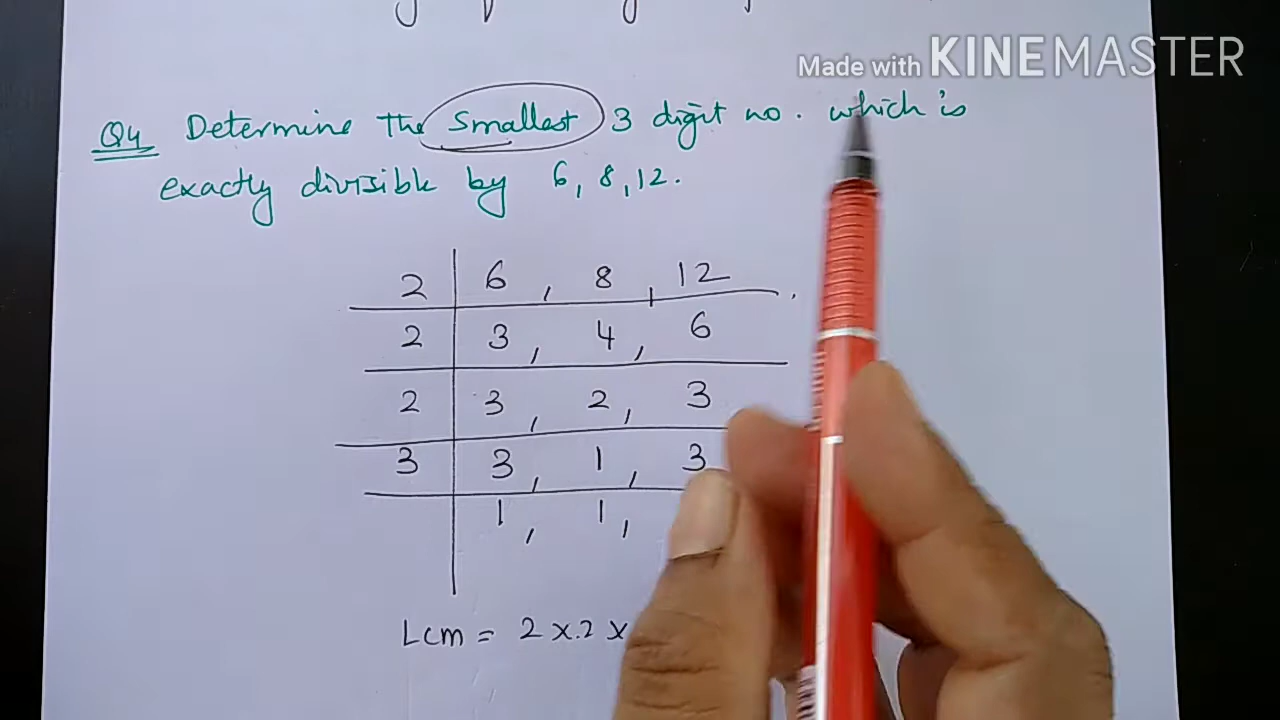 Made with KINEMASTER
Q4 Determine the Smallest 3 digit no. which is
exactly divisible by 6, 8, 12.
2 | 6, 8, 12
2 | 3, 4, 6
2 | 3, 2, 3
3 | 3, 1, 3
1, 1,
Lcm = 2 x 2 x